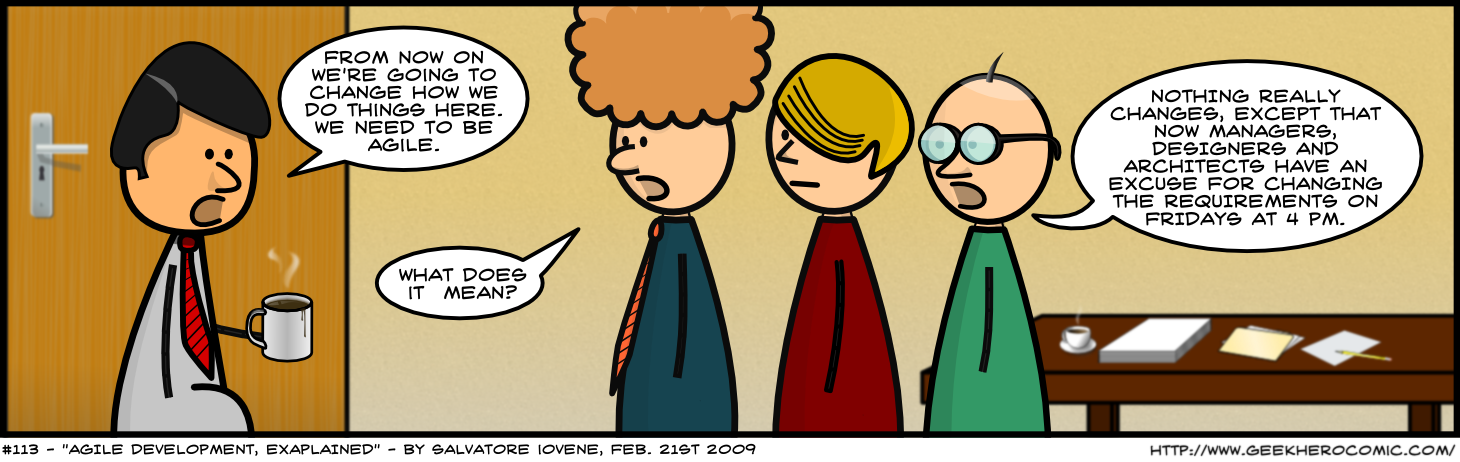 FROM NOW ON
WE'RE GOING TO
CHANGE HOW WE
DO THINGS HERE.
WE NEED TO BE
AGILE.
WHAT DOES
IT MEAN?
NOTHING REALLY
CHANGES, EXCEPT THAT
NOW MANAGERS,
DESIGNERS AND
ARCHITECTS HAVE AN
EXCUSE FOR CHANGING
THE REQUIREMENTS ON
FRIDAYS AT 4 PM.
#113 - "AGILE DEVELOPMENT, EXAPLAINED" - BY SALVATORE IOVENE, FEB. 21ST 2009
HTTP://WWW.GEEKHEROCOMIC.COM/